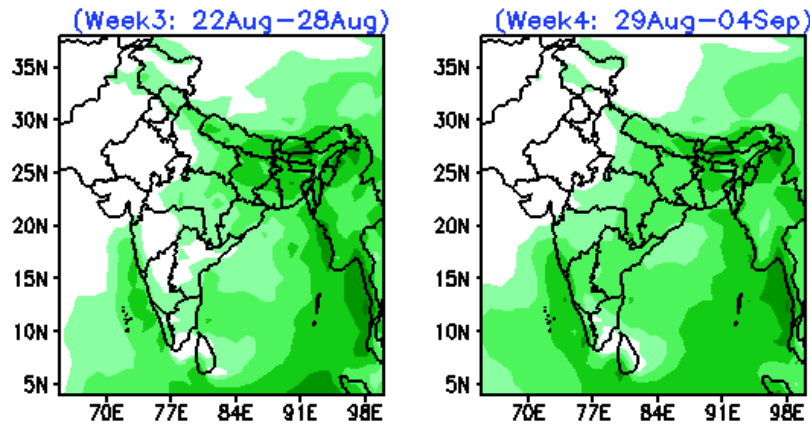 (Week3: 22Aug−28Aug)
35N
30N
25N
20N
15N
10N
5N
70E 77E 84E 91E 98E
(Week4: 29Aug−04Sep)
35N
30N
25N
20N
15N
10N
5N
70E 77E 84E 91E 98E